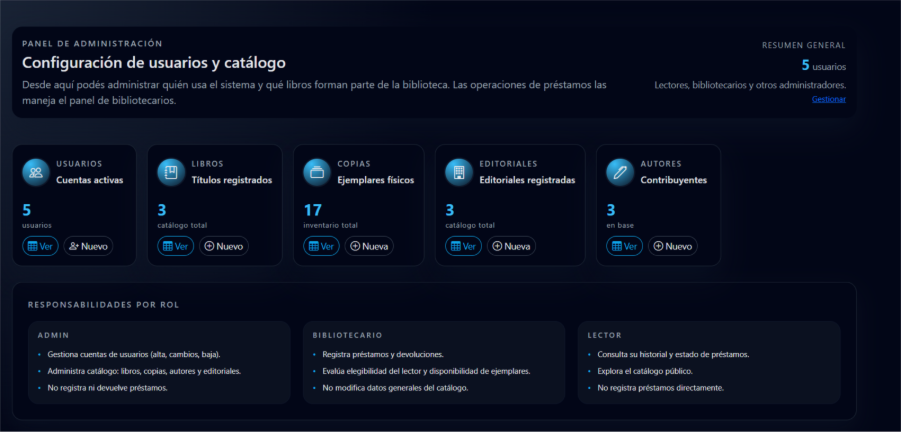 PANEL DE ADMINISTRACIÓN
Configuración de usuarios y catálogo
Desde aquí podés administrar quién usa el sistema y qué libros forman parte de la biblioteca. Las operaciones de préstamos las
maneja el panel de bibliotecarios.
RESUMEN GENERAL
5 usuarios
Lectores, bibliotecarios y otros administradores.
Gestionar
USUARIOS
Cuentas activas
5
usuarios
Ver Nuevo
LIBROS
Títulos registrados
3
catálogo total
Ver Nuevo
COPIAS
Ejemplares físicos
17
inventario total
Ver Nueva
EDITORIALES
Editoriales registradas
3
catálogo total
Ver Nueva
AUTORES
Contribuyentes
3
en base
Ver Nuevo
RESPONSABILIDADES POR ROL
ADMIN
• Gestiona cuentas de usuarios (alta, cambios, baja).
• Administra catálogo: libros, copias, autores y editoriales.
• No registra ni devuelve préstamos.
BIBLIOTECARIO
• Registra préstamos y devoluciones.
• Evalúa elegibilidad del lector y disponibilidad de ejemplares.
• No modifica datos generales del catálogo.
LECTOR
• Consulta su historial y estado de préstamos.
• Explora el catálogo público.
• No registra préstamos directamente.